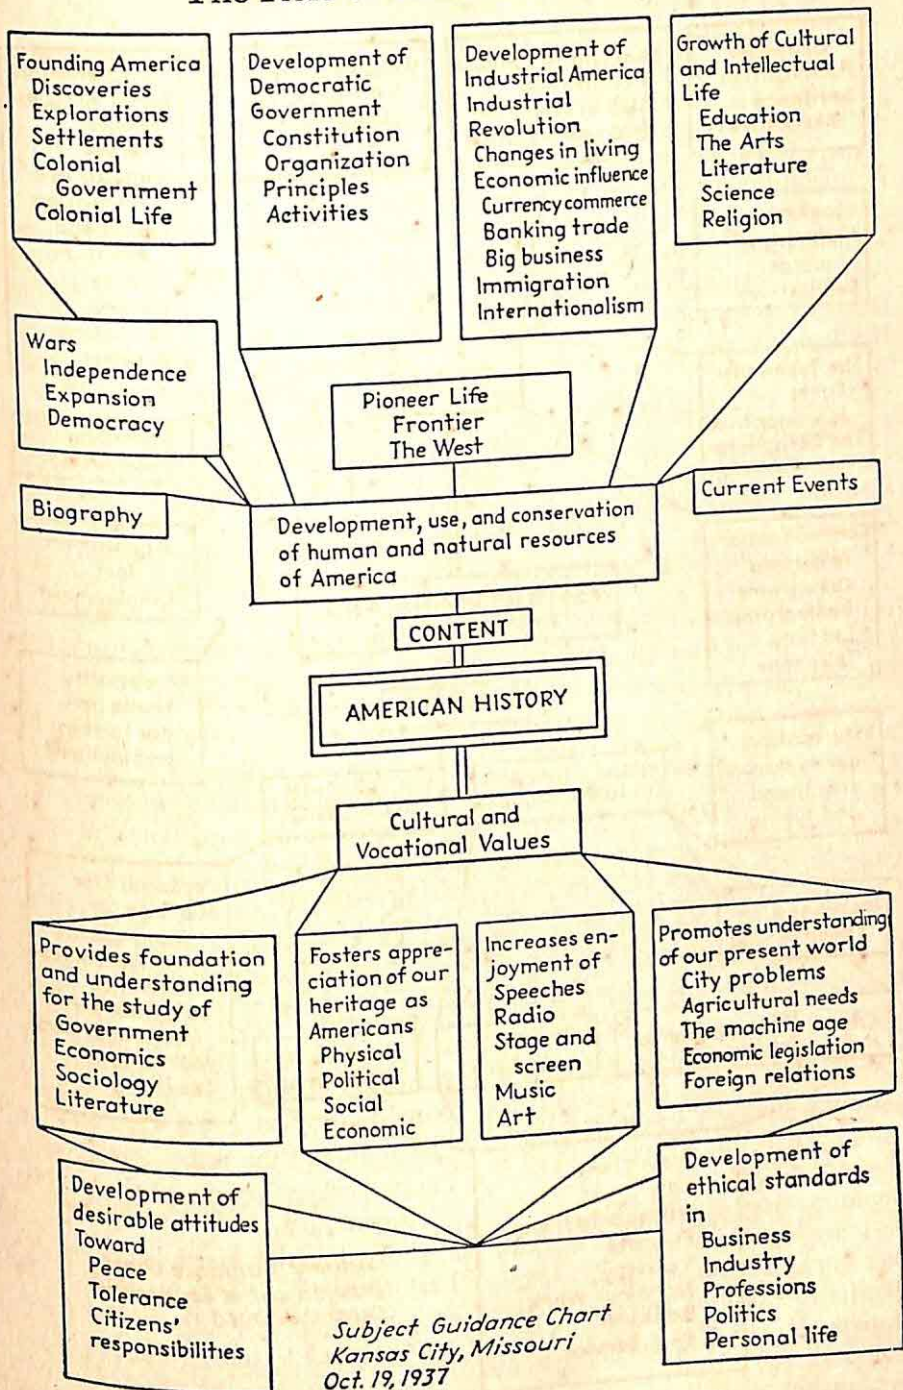 Founding America
Discoveries
Explorations
Settlements
Colonial
Government
Colonial Life
Development of
Democratic
Government
Constitution
Organization
Principles
Activities
Development of
Industrial America
Industrial
Revolution
Changes in living
Economic influence
Currency commerce
Banking trade
Big business
Immigration
Internationalism
Growth of Cultural
and Intellectual
Life
Education
The Arts
Literature
Science
Religion
Wars
Independence
Expansion
Democracy
Pioneer Life
Frontier
The West
Biography
Current Events
Development, use, and conservation
of human and natural resources
of America
CONTENT
AMERICAN HISTORY
Cultural and
Vocational Values
Provides foundation
and understanding
for the study of
Government
Economics
Sociology
Literature
Fosters appre-
ciation of our
heritage as
Americans
Physical
Political
Social
Economic
Increases en-
joyment of
Speeches
Radio
Stage and
screen
Music
Art
Promotes understanding
of our present world
City problems
Agricultural needs
The machine age
Economic legislation
Foreign relations
Development of
desirable attitudes
Toward
Peace
Tolerance
Citizens'
responsibilities
Development of
ethical standards
in
Business
Industry
Professions
Politics
Personal life
Subject Guidance Chart
Kansas City, Missouri
Oct. 19, 1937